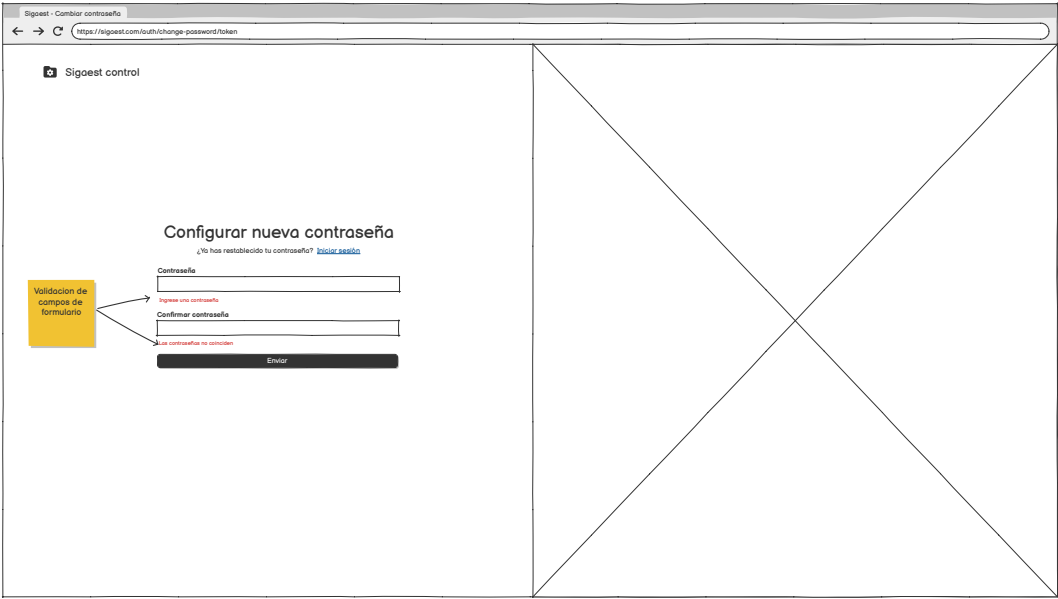 Sigaest - Cambiar contraseña
https://sigaest.com/auth/change-password/token
Sigaest control
Configurar nueva contraseña
¿Ya has restablecido tu contraseña? Iniciar sesión
Contraseña
Validacion de
campos de
formulario
Ingrese una contraseña
Confirmar contraseña
Las contraseñas no coinciden
Enviar